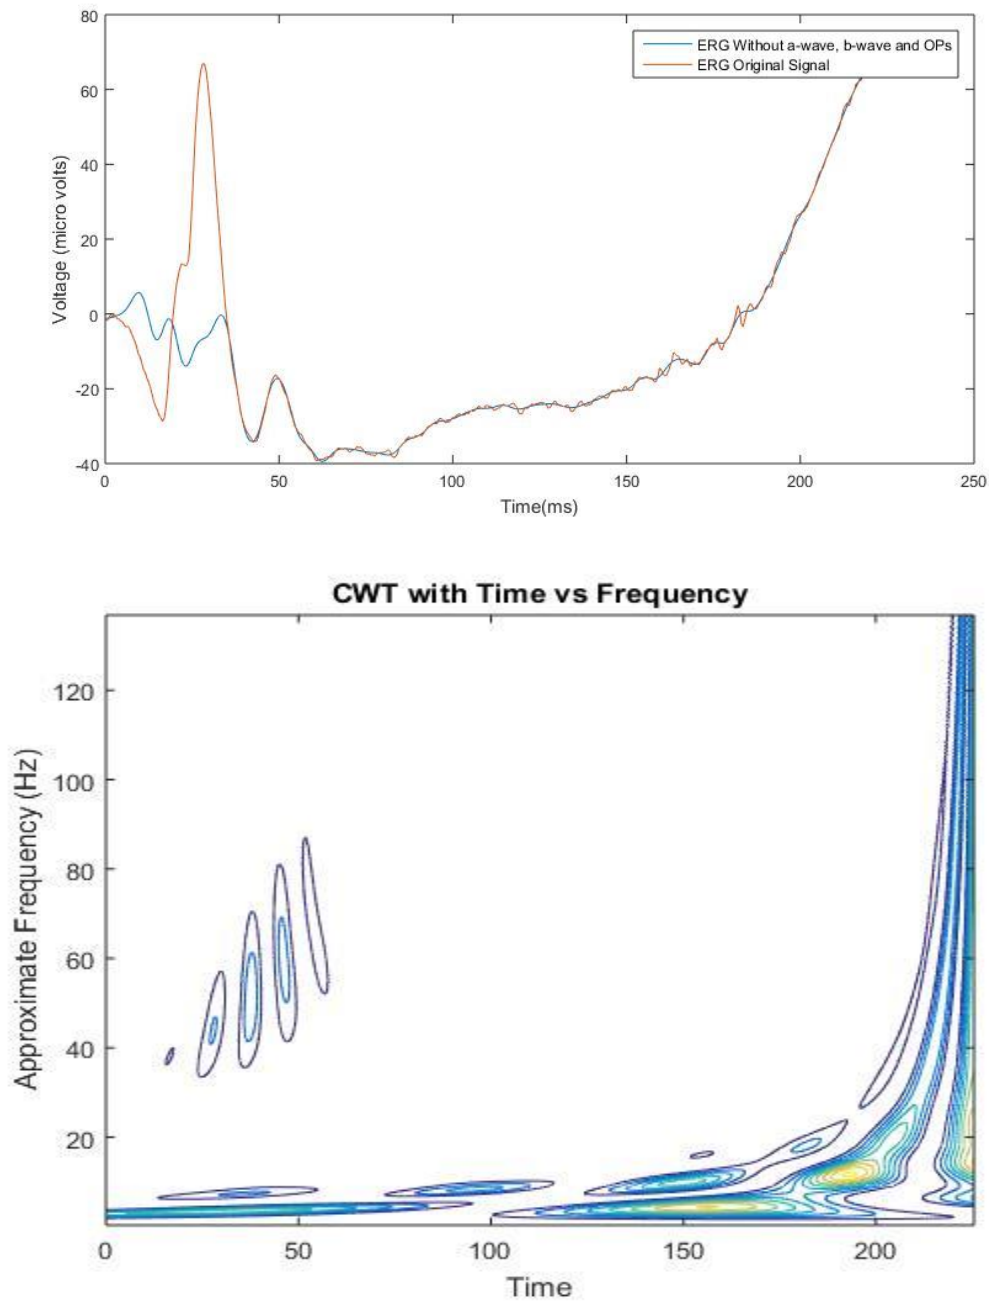 80
60
40
20
0
-20
-40
Voltage (micro volts)
ERG Without a-wave, b-wave and OPs
ERG Original Signal
0 50 100 150 200 250
Time(ms)
CWT with Time vs Frequency
120
100
80
60
40
20
Approximate Frequency (Hz)
0 50 100 150 200
Time